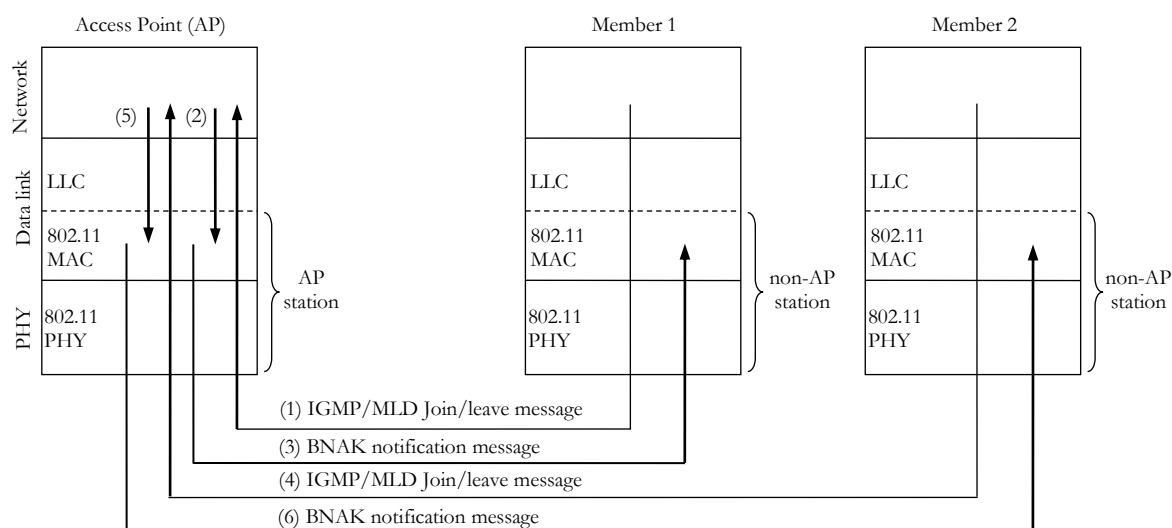 Access Point (AP)
Member 1
Member 2
Network
Data link
PHY
(5)
(2)
LLC
802.11
MAC
802.11
PHY
AP
station
LLC
802.11
MAC
802.11
PHY
non-AP
station
LLC
802.11
MAC
802.11
PHY
non-AP
station
(1) IGMP/MLD Join/leave message
(3) BNAK notification message
(4) IGMP/MLD Join/leave message
(6) BNAK notification message